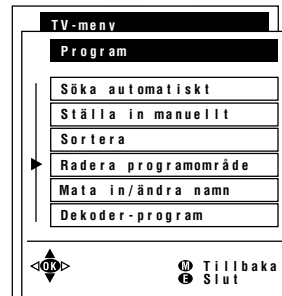 TV-meny
Program
Söka automatiskt
Ställa in manuellt
Sortera
Radera programområde
Mata in/ändra namn
Dekoder-program
OK
M Tillbaka
E Slut